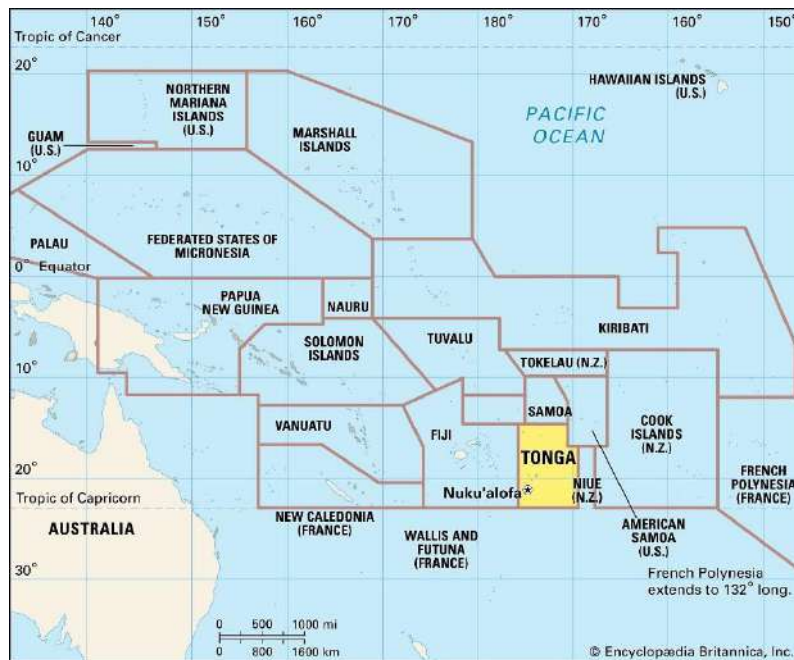 140°
150°
160°
170°
180°
170°
160°
150°
Tropic of Cancer
20°
NORTHERN
MARIANA
ISLANDS
(U.S.)
HAWAIIAN ISLANDS
(U.S.)
GUAM
(U.S.)
MARSHALL
ISLANDS
PACIFIC
OCEAN
10°
PALAU
FEDERATED STATES OF
MICRONESIA
0° Equator
PAPUA
NEW GUINEA
NAURU
KIRIBATI
SOLOMON
ISLANDS
TUVALU
TOKELAU (N.Z.)
10°
SAMOA
VANUATU
FIJI
COOK
ISLANDS
(N.Z.)
TONGA
20°
Nuku'alofa
NIUE
(N.Z.)
FRENCH
POLYNESIA
(FRANCE)
Tropic of Capricorn
AUSTRALIA
NEW CALEDONIA
(FRANCE)
WALLIS AND
FUTUNA
(FRANCE)
AMERICAN
SAMOA
(U.S.)
30°
French Polynesia
extends to 132° long.
0 500 1000 mi
0 800 1600 km
© Encyclopædia Britannica, Inc.